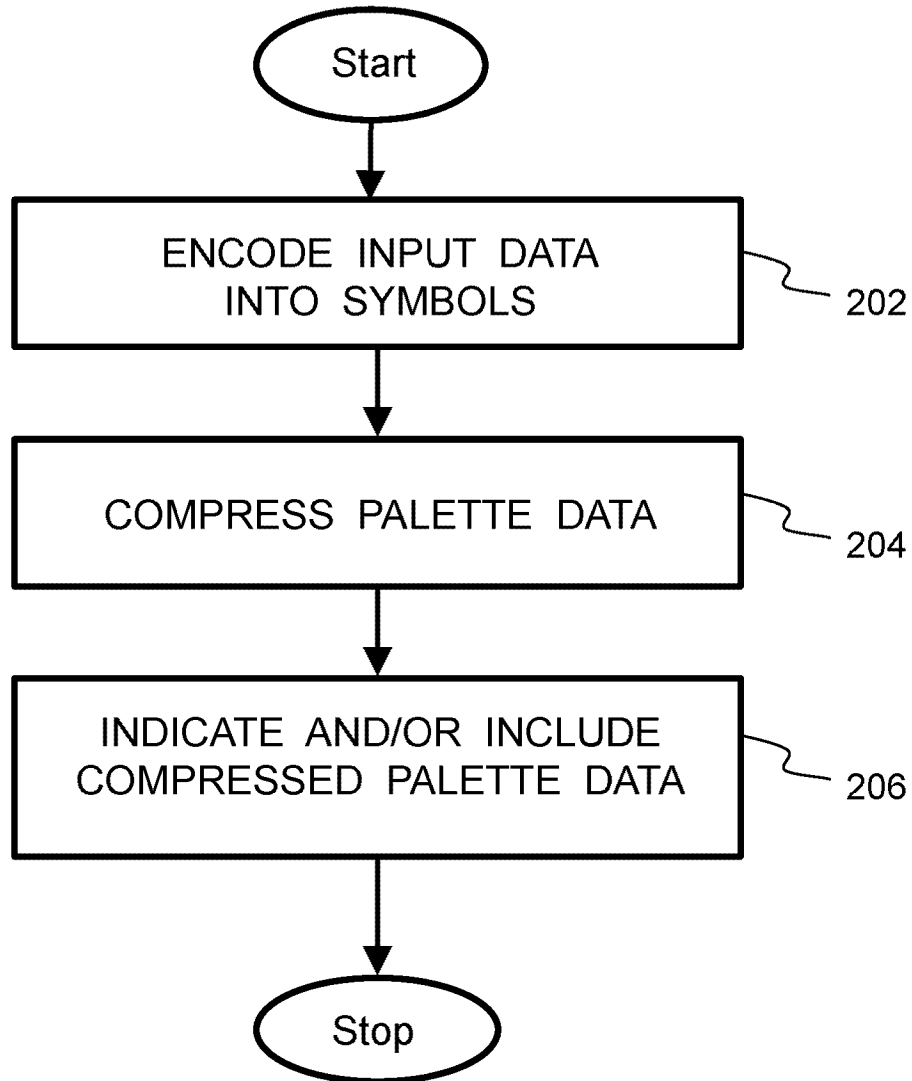 Start
ENCODE INPUT DATA
INTO SYMBOLS
202
COMPRESS PALETTE DATA
204
INDICATE AND/OR INCLUDE
COMPRESSED PALETTE DATA
206
Stop